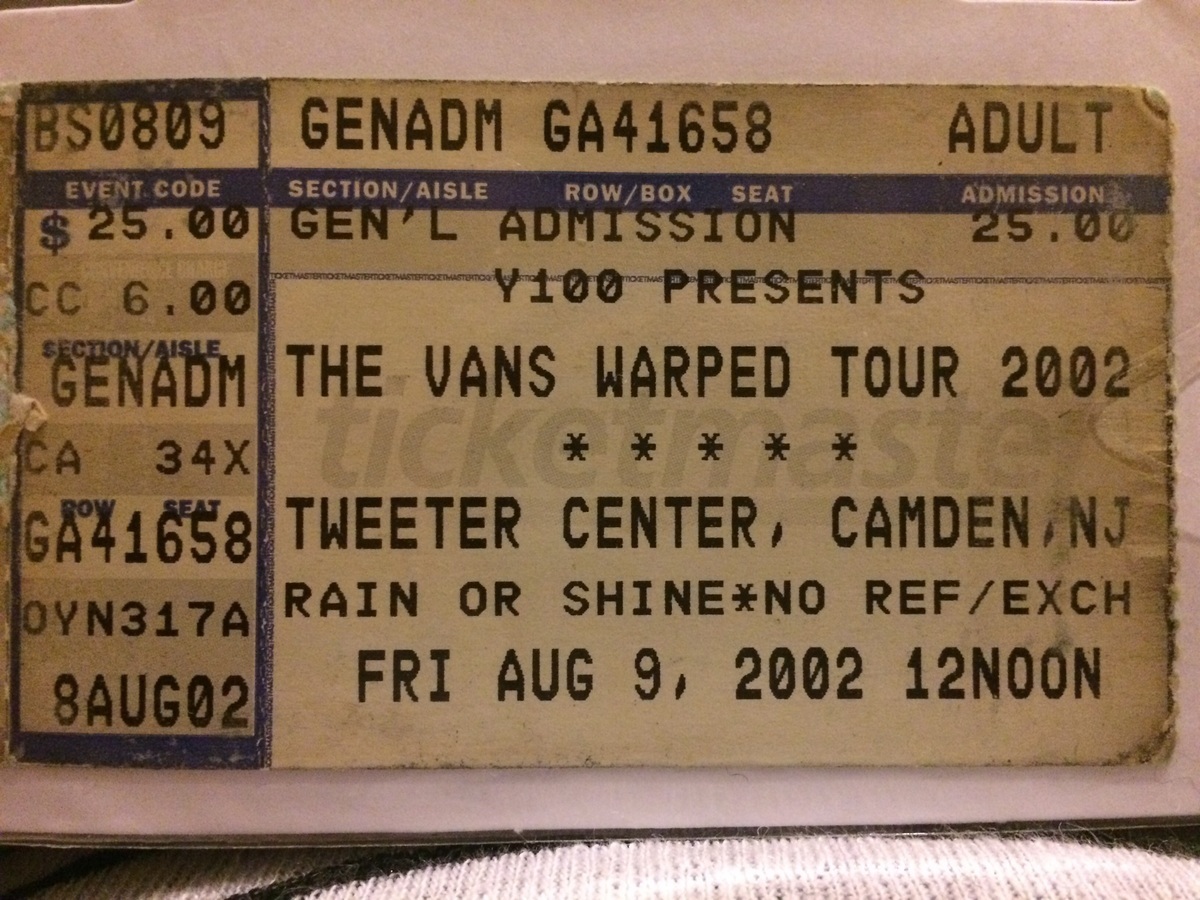 BS0809
EVENT CODE
$ 25.00
CC 6.00
SECTION/AISLE
GENADM
CA 34X
ROW SEAT
GA41658
OYN317A
8AUG02
GENADM GA41658 ADULT
SECTION/AISLE ROW/BOX SEAT ADMISSION
GEN'L ADMISSION 25.00
TICKETMASTERTICKETMASTERTICKETMASTER
Y100 PRESENTS
THE VANS WARPED TOUR 2002
ticketmaste
* * * * *
TWEETER CENTER, CAMDEN,NJ
RAIN OR SHINE*NO REF/EXCH
FRI AUG 9, 2002 12NOON